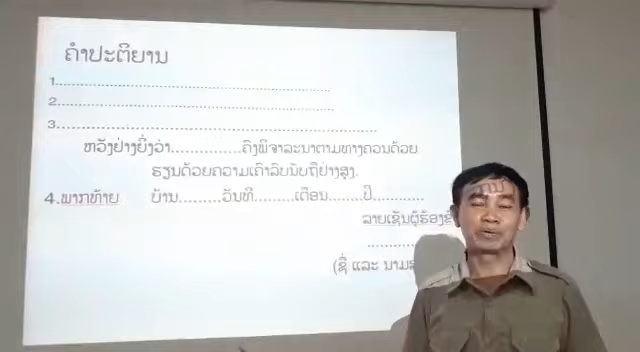 ຄຳປະຕິຍານ
1......................................................................
2......................................................................
3................................................................................
ຫວັງຢ່າງຍິ່ງວ່າ................ຄົງພິຈາລະນາຕາມທາງຄວນດ້ວຍ
ຮຽນດ້ວຍຄວາມເຄົາລົບນັບຖືຢ່າງສູງ.
4.ພາກທ້າຍ ບ້ານ..........ວັນທີ.........ເດືອນ........ປີ............
ລາຍເຊັນຜູ້ຮ້ອງ
..................
(ຊື່ ແລະ